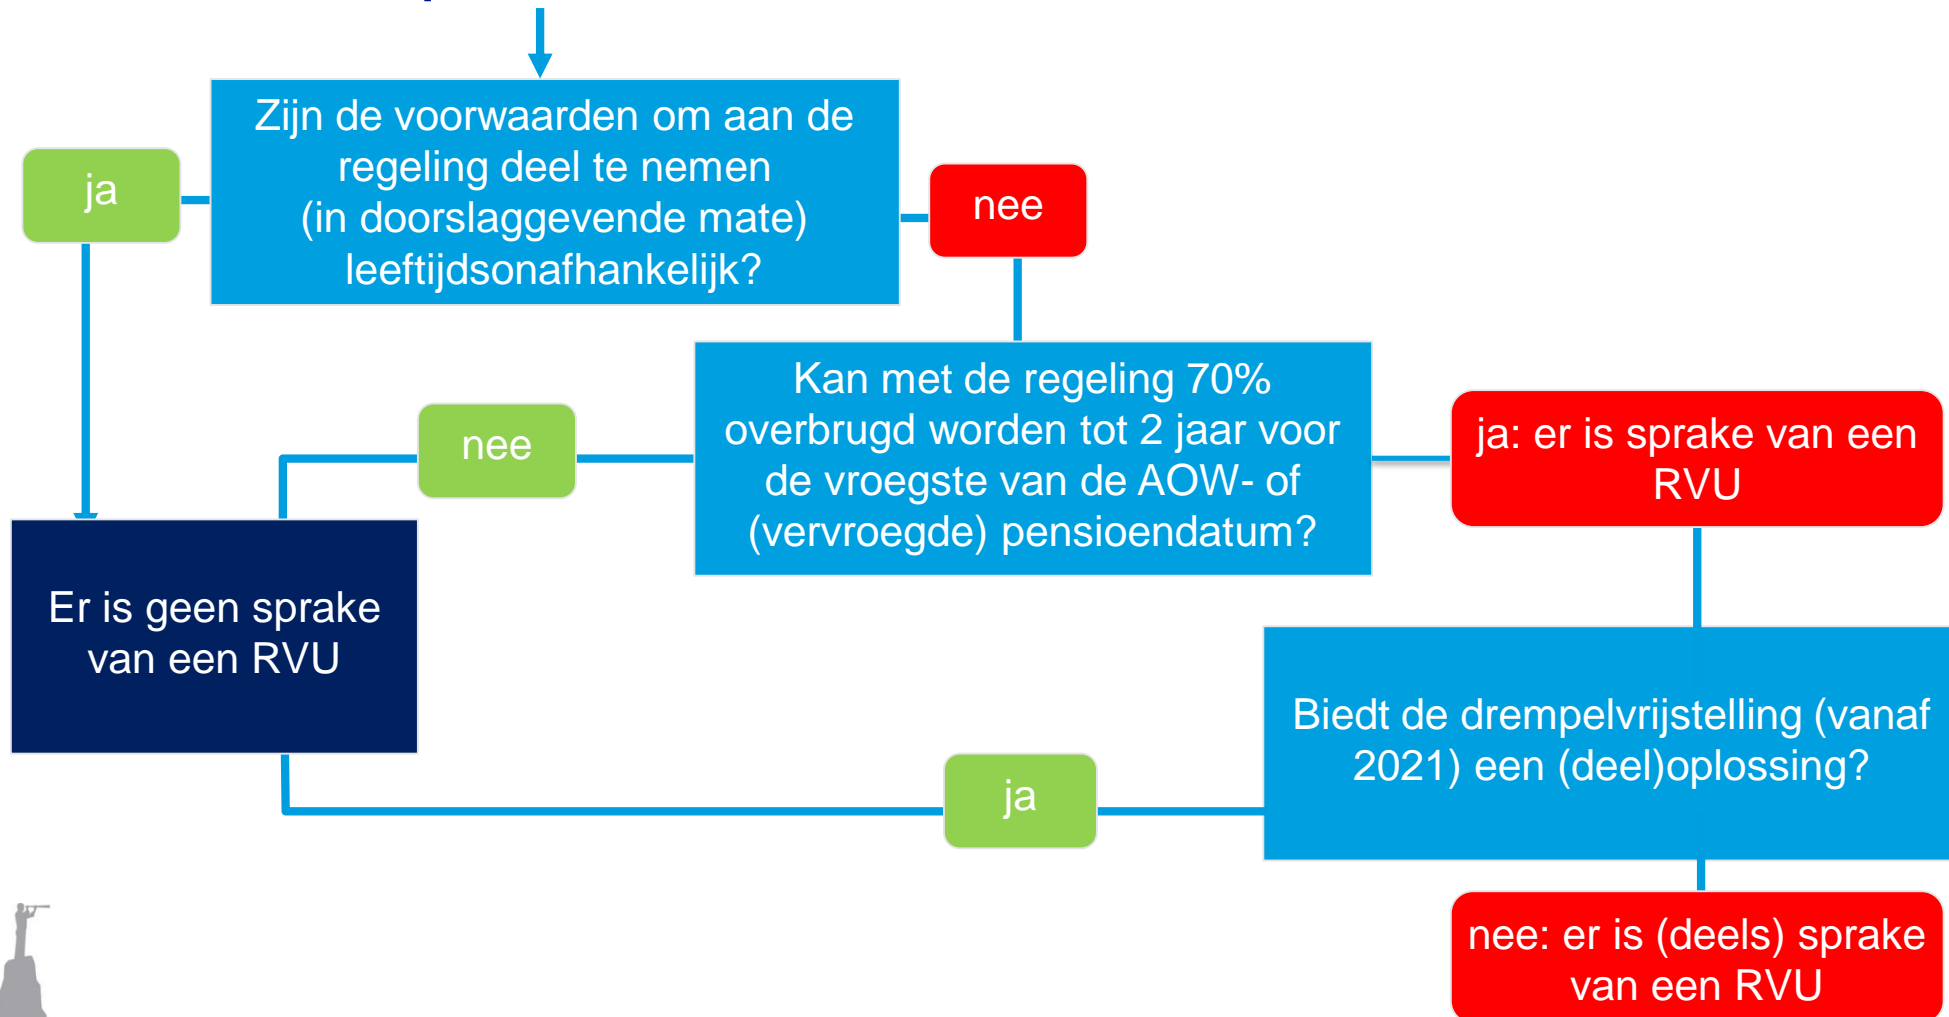 Zijn de voorwaarden om aan de
regeling deel te nemen
(in doorslaggevende mate)
leeftijdsonafhankelijk?
ja
nee
Kan met de regeling 70%
overbrugd worden tot 2 jaar voor
de vroegste van de AOW- of
(vervroegde) pensioendatum?
nee
ja: er is sprake van een
RVU
Er is geen sprake
van een RVU
Biedt de drempelvrijstelling (vanaf
2021) een (deel)oplossing?
ja
nee: er is (deels) sprake
van een RVU